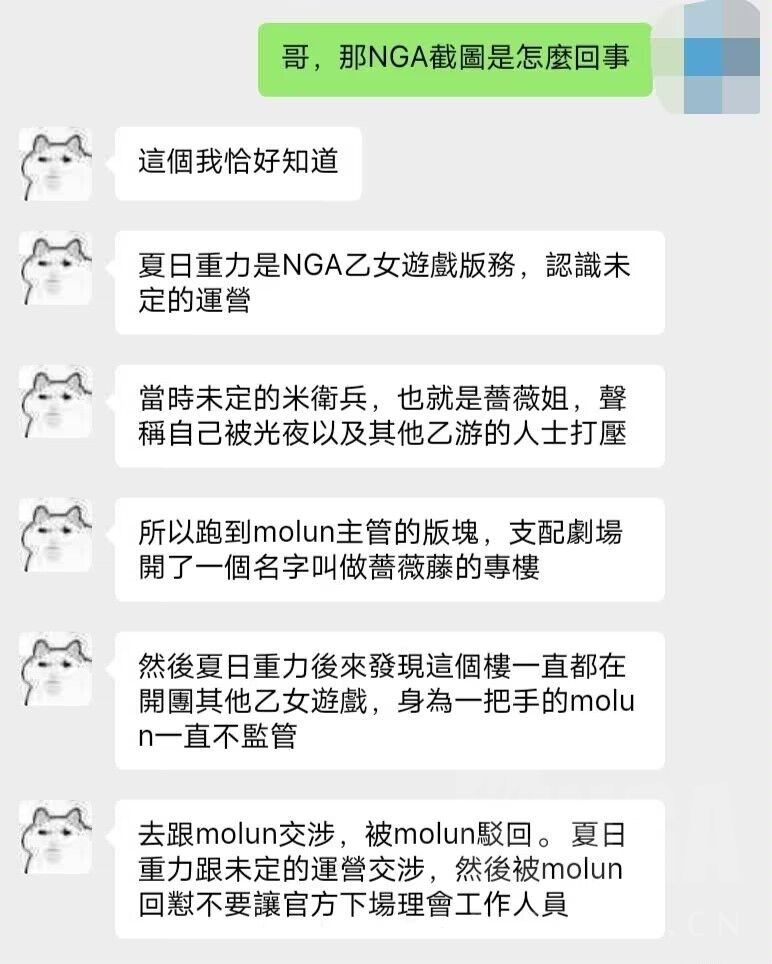 哥，那NGA截圖是怎麼回事
這個我恰好知道
夏日重力是NGA乙女遊戲版務，認識未
定的運營
當時未定的米衛兵，也就是薔薇姐，聲
稱自己被光夜以及其他乙游的人士打壓
所以跑到molun主管的版塊，支配劇場
開了一個名字叫做薔薇藤的專樓
然後夏日重力後來發現這個樓一直都在
開團其他乙女遊戲，身為一把手的molu
n一直不監管
去跟molun交涉，被molun駁回。夏日
重力跟未定的運營交涉，然後被molun
回懟不要讓官方下場理會工作人員